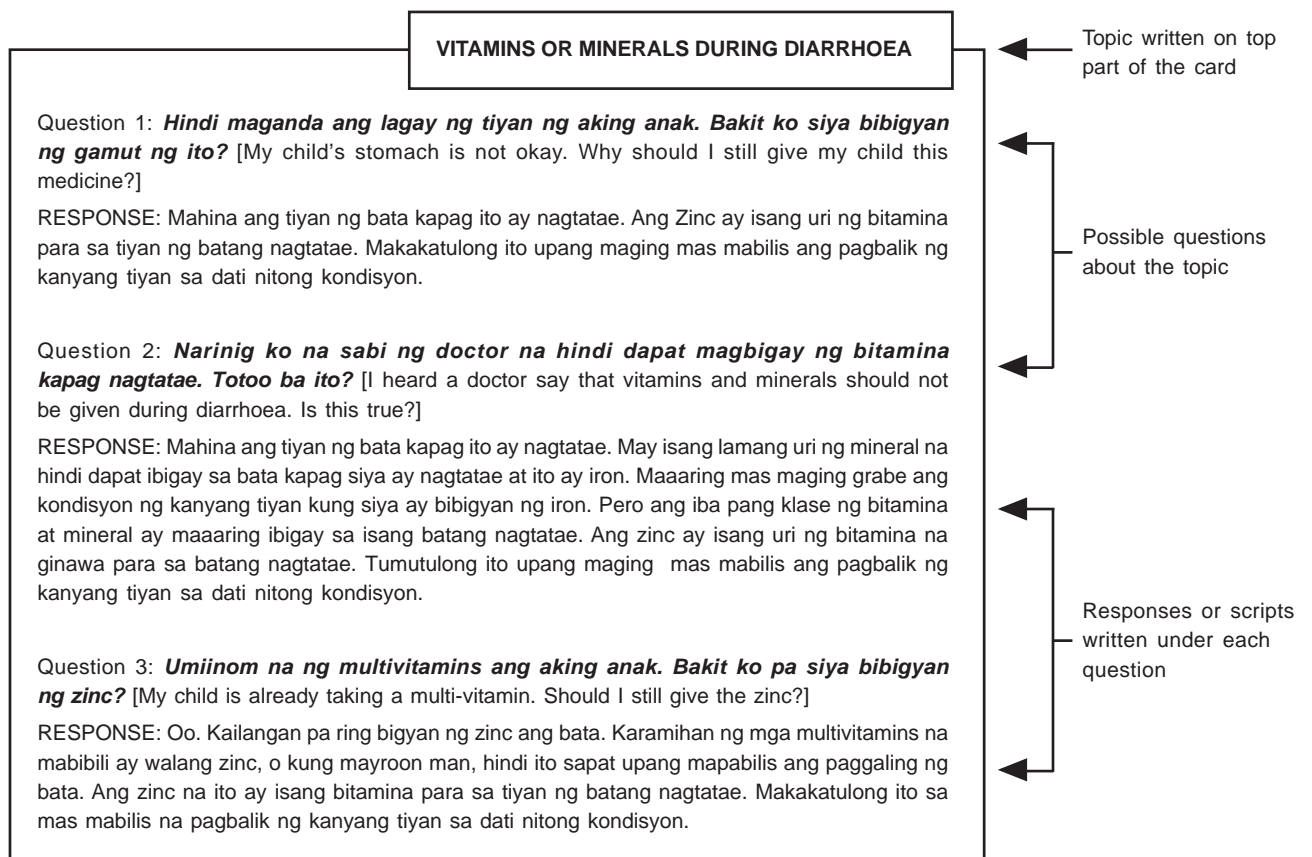 VITAMINS OR MINERALS DURING DIARRHOEA
Topic written on top
part of the card
Question 1: Hindi maganda ang lagay ng tiyan ng aking anak. Bakit ko siya bibigyan
ng gamut ng ito? [My child's stomach is not okay. Why should I still give my child this
medicine?]
RESPONSE: Mahina ang tiyan ng bata kapag ito ay nagtatae. Ang Zinc ay isang uri ng bitamina
para sa tiyan ng batang nagtatae. Makakatulong ito upang maging mas mabilis ang pagbalik ng
kanyang tiyan sa dati nitong kondisyon.
Possible questions
about the topic
Question 2: Narinig ko na sabi ng doctor na hindi dapat magbigay ng bitamina
kapag nagtatae. Totoo ba ito? [I heard a doctor say that vitamins and minerals should not
be given during diarrhoea. Is this true?]
RESPONSE: Mahina ang tiyan ng bata kapag ito ay nagtatae. May isang lamang uri ng mineral na
hindi dapat ibigay sa bata kapag siya ay nagtatae at ito ay iron. Maaaring mas maging grabe ang
kondisyon ng kanyang tiyan kung siya ay bibigyan ng iron. Pero ang iba pang klase ng bitamina
at mineral ay maaaring ibigay sa isang batang nagtatae. Ang zinc ay isang uri ng bitamina na
ginawa para sa batang nagtatae. Tumutulong ito upang maging mas mabilis ang pagbalik ng
kanyang tiyan sa dati nitong kondisyon.
Responses or scripts
written under each
question
Question 3: Umiinom na ng multivitamins ang aking anak. Bakit ko pa siya bibigyan
ng zinc? [My child is already taking a multi-vitamin. Should I still give the zinc?]
RESPONSE: Oo. Kailangan pa ring bigyan ng zinc ang bata. Karamihan ng mga multivitamins na
mabibili ay walang zinc, o kung mayroon man, hindi ito sapat upang mapabilis ang paggaling ng
bata. Ang zinc na ito ay isang bitamina para sa tiyan ng batang nagtatae. Makakatulong ito sa
mas mabilis na pagbalik ng kanyang tiyan sa dati nitong kondisyon.